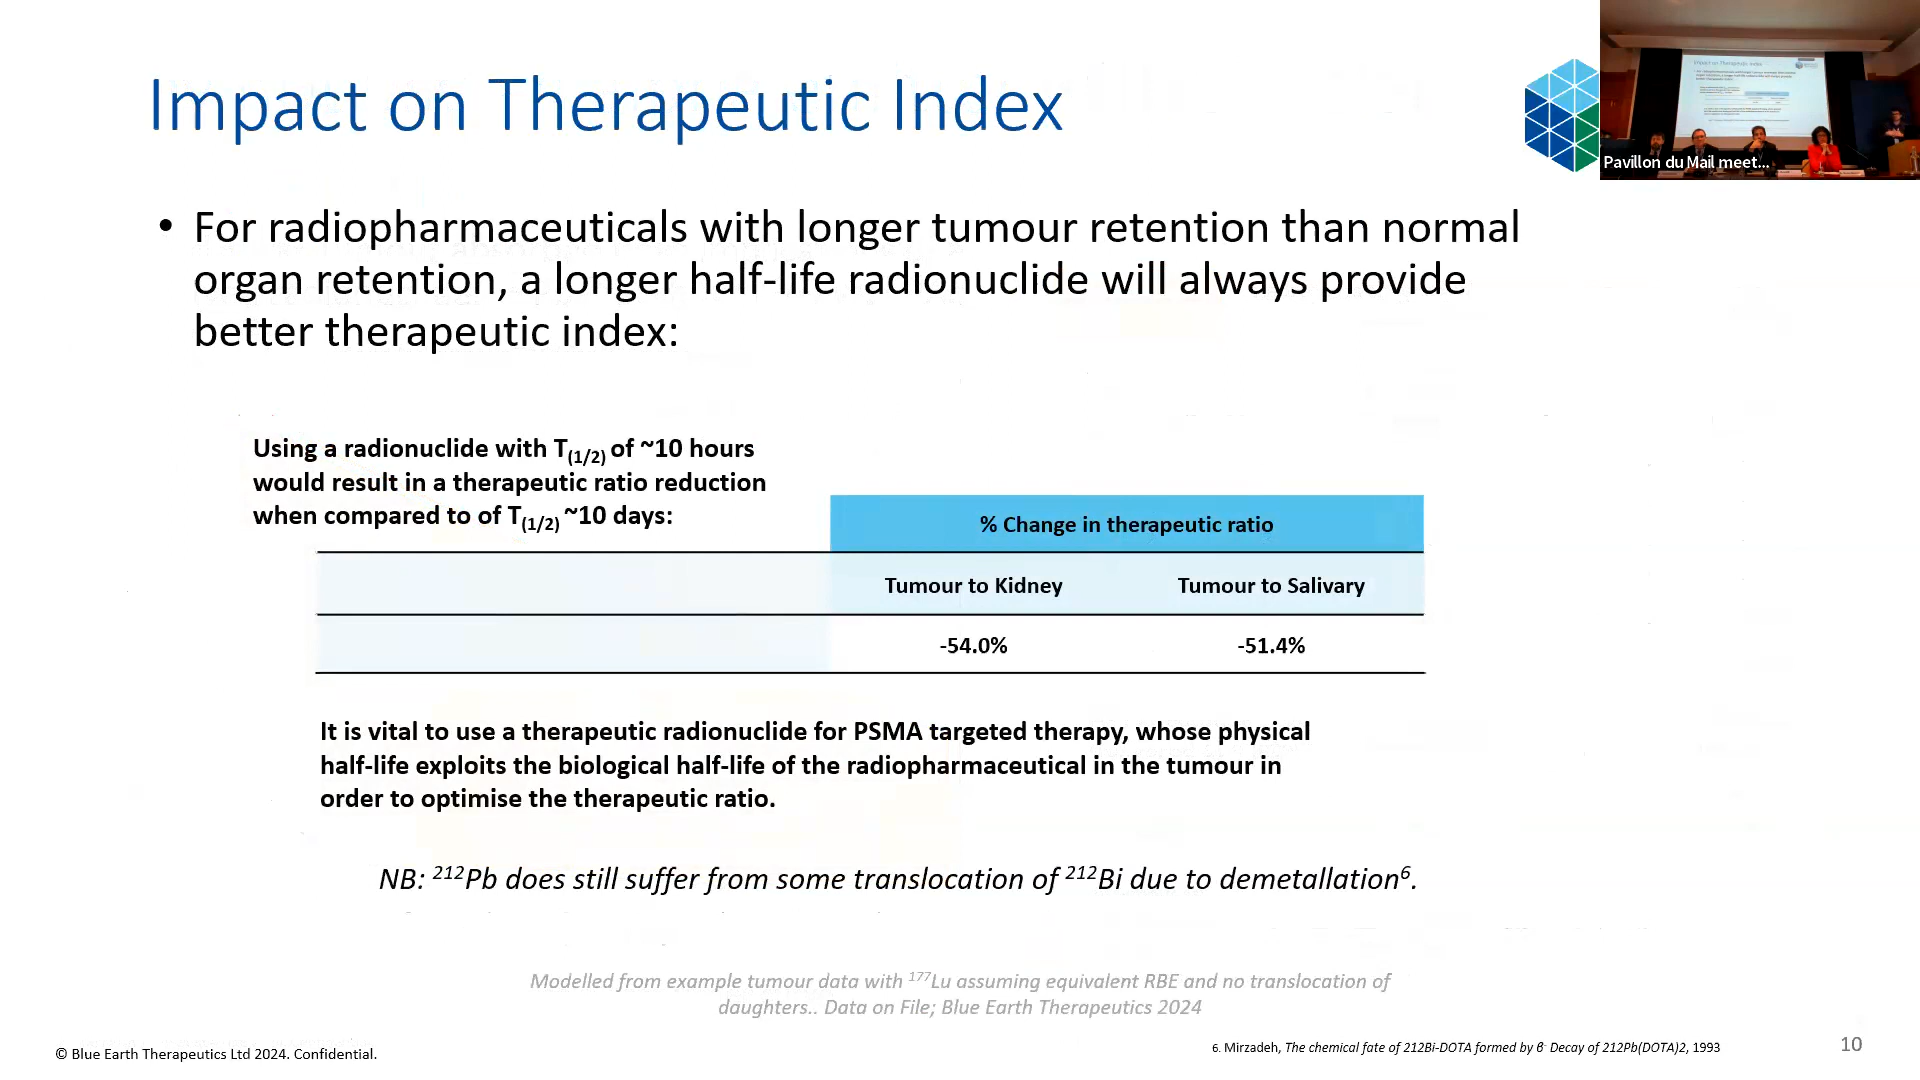 Impact on Therapeutic Index
Pavillon du Mail meet...
• For radiopharmaceuticals with longer tumour retention than normal
organ retention, a longer half-life radionuclide will always provide
better therapeutic index:
Using a radionuclide with T(1/2) of ~10 hours
would result in a therapeutic ratio reduction
when compared to of T(1/2) ~10 days:
% Change in therapeutic ratio
Tumour to Kidney Tumour to Salivary
-54.0% -51.4%
It is vital to use a therapeutic radionuclide for PSMA targeted therapy, whose physical
half-life exploits the biological half-life of the radiopharmaceutical in the tumour in
order to optimise the therapeutic ratio.
NB: ²¹²Pb does still suffer from some translocation of ²¹²Bi due to demetallation⁶.
Modelled from example tumour data with ¹⁷⁷Lu assuming equivalent RBE and no translocation of
daughters.. Data on File; Blue Earth Therapeutics 2024
© Blue Earth Therapeutics Ltd 2024. Confidential.
6. Mirzadeh, The chemical fate of 212Bi-DOTA formed by β⁻ Decay of 212Pb(DOTA)2, 1993
10